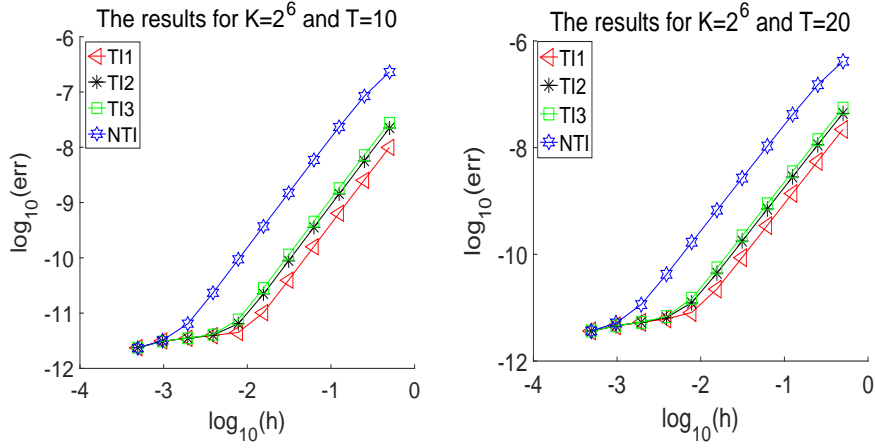 The results for K=2^6 and T=10
-6
-7
-8
-9
-10
-11
-12
log10(err)
TI1
TI2
TI3
NTI
-4
-3
-2
-1
0
log10(h)
The results for K=2^6 and T=20
-6
-8
-10
-12
log10(err)
TI1
TI2
TI3
NTI
-4
-3
-2
-1
0
log10(h)